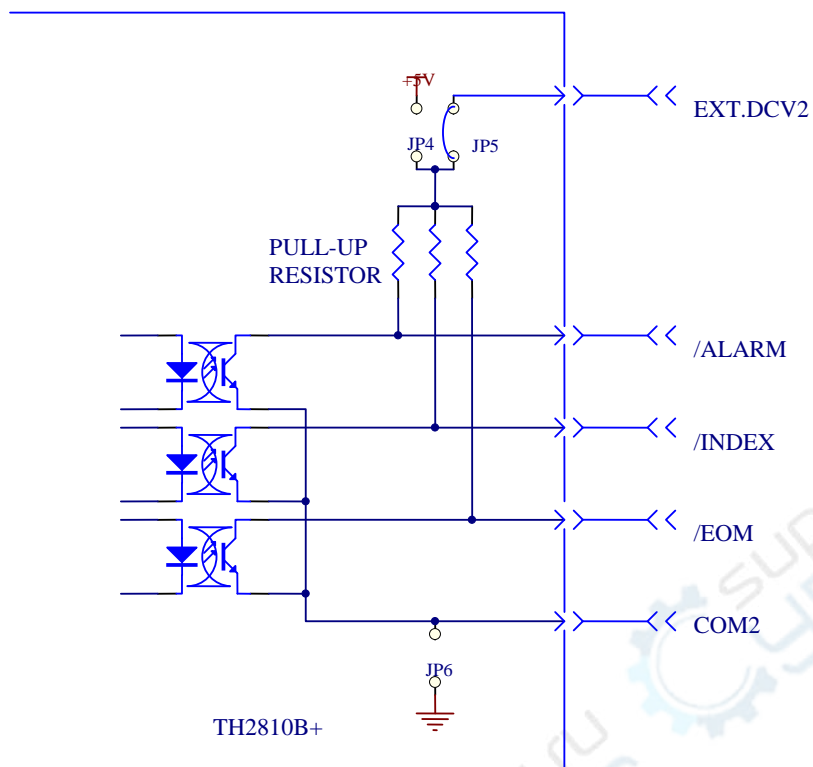 +5V
EXT.DCV2
JP4
JP5
PULL-UP
RESISTOR
/ALARM
/INDEX
/EOM
COM2
JP6
TH2810B+